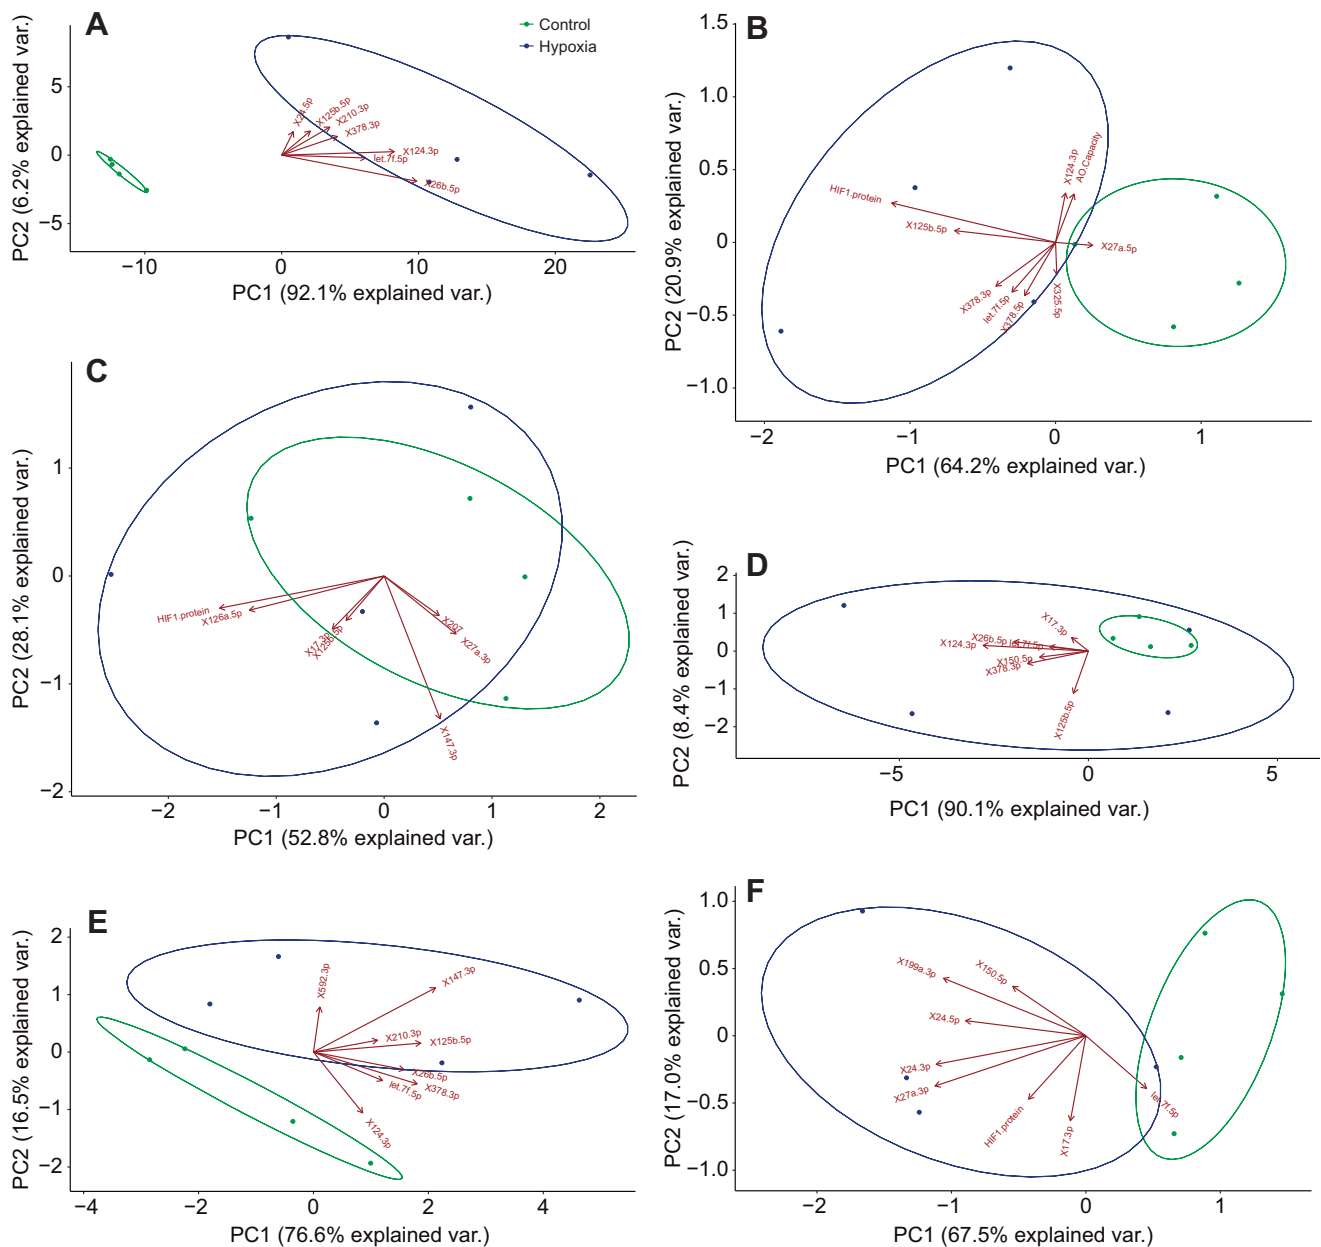 A
Control
Hypoxia
5
0
−5
PC2 (6.2% explained var.)
X24.5p
X125b.5p
X210.3p
X378.3p
X124.3p
let.7f.5p
X26b.5p
−10
0
10
20
PC1 (92.1% explained var.)
B
1.5
1.0
0.5
0
−0.5
−1.0
PC2 (20.9% explained var.)
X124.3p
AO.Capacity
HIF1.protein
X125b.5p
X27a.5p
X378.3p
let.7f.5p
X378.5p
X325.5p
−2
−1
0
1
PC1 (64.2% explained var.)
C
1
0
−1
−2
PC2 (28.1% explained var.)
HIF1.protein
X126a.5p
X17.3p
X125b.5p
X207
X27a.3p
X147.3p
−2
−1
0
1
2
PC1 (52.8% explained var.)
D
2
1
0
−1
−2
PC2 (8.4% explained var.)
X17.3p
X26b.5p
let.7f.5p
X124.3p
X150.5p
X378.3p
X125b.5p
−5
0
5
PC1 (90.1% explained var.)
E
2
1
0
−1
−2
PC2 (16.5% explained var.)
X592.3p
X147.3p
X210.3p
X125b.5p
X26b.5p
X378.3p
let.7f.5p
X124.3p
−4
−2
0
2
4
PC1 (76.6% explained var.)
F
1.0
0.5
0
−0.5
−1.0
PC2 (17.0% explained var.)
X199a.3p
X150.5p
X24.5p
X24.3p
X27a.3p
HIF1.protein
X17.3p
let.7f.5p
−2
−1
0
1
PC1 (67.5% explained var.)